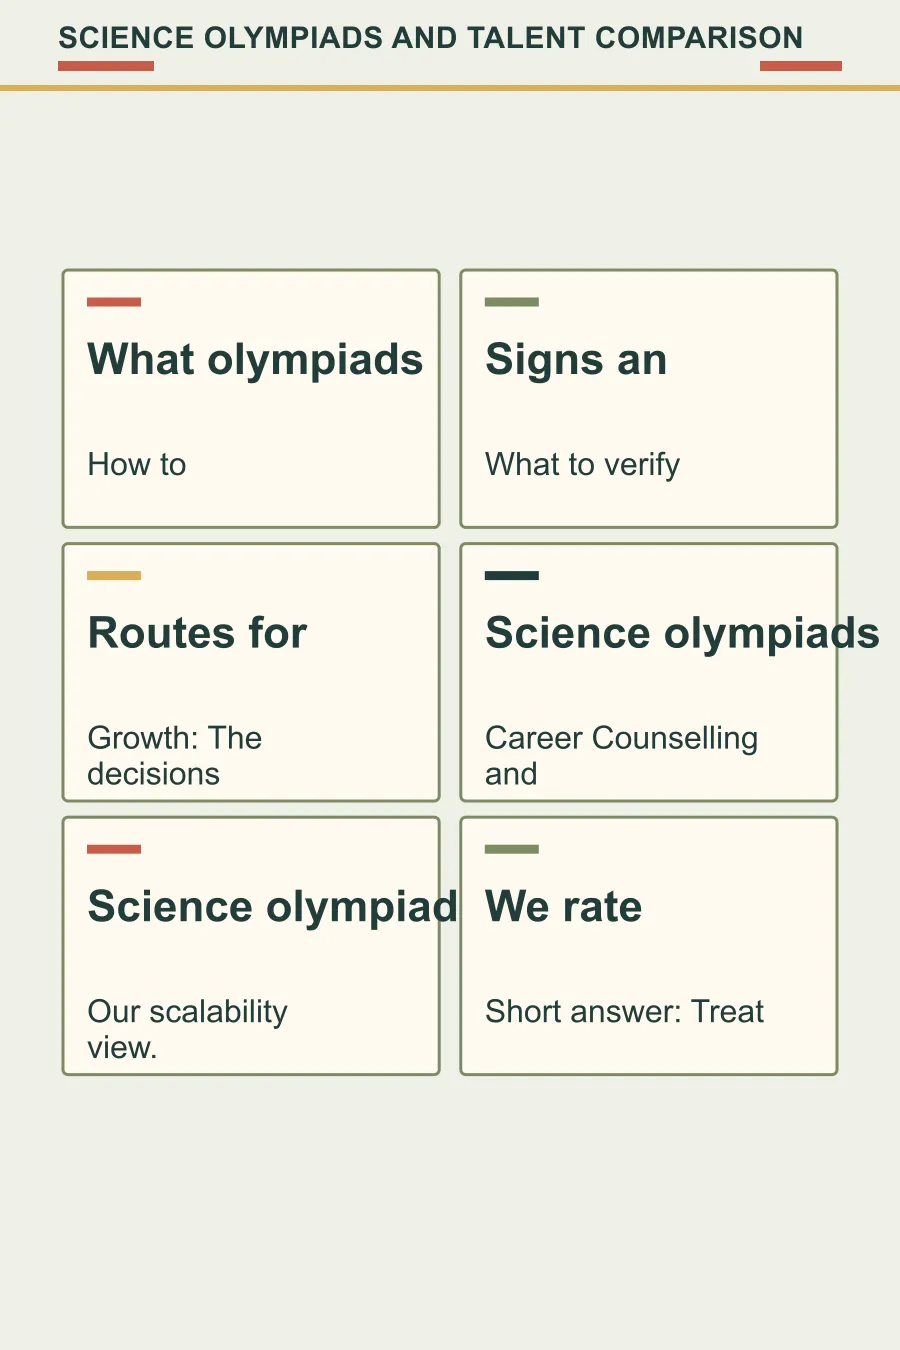 SCIENCE OLYMPIADS AND TALENT COMPARISON
What olympiads
How to
Signs an
What to verify
Routes for
Growth: The
decisions
Science olympiads
Career Counselling
and
Science olympiad
Our scalability
view.
We rate
Short answer: Treat